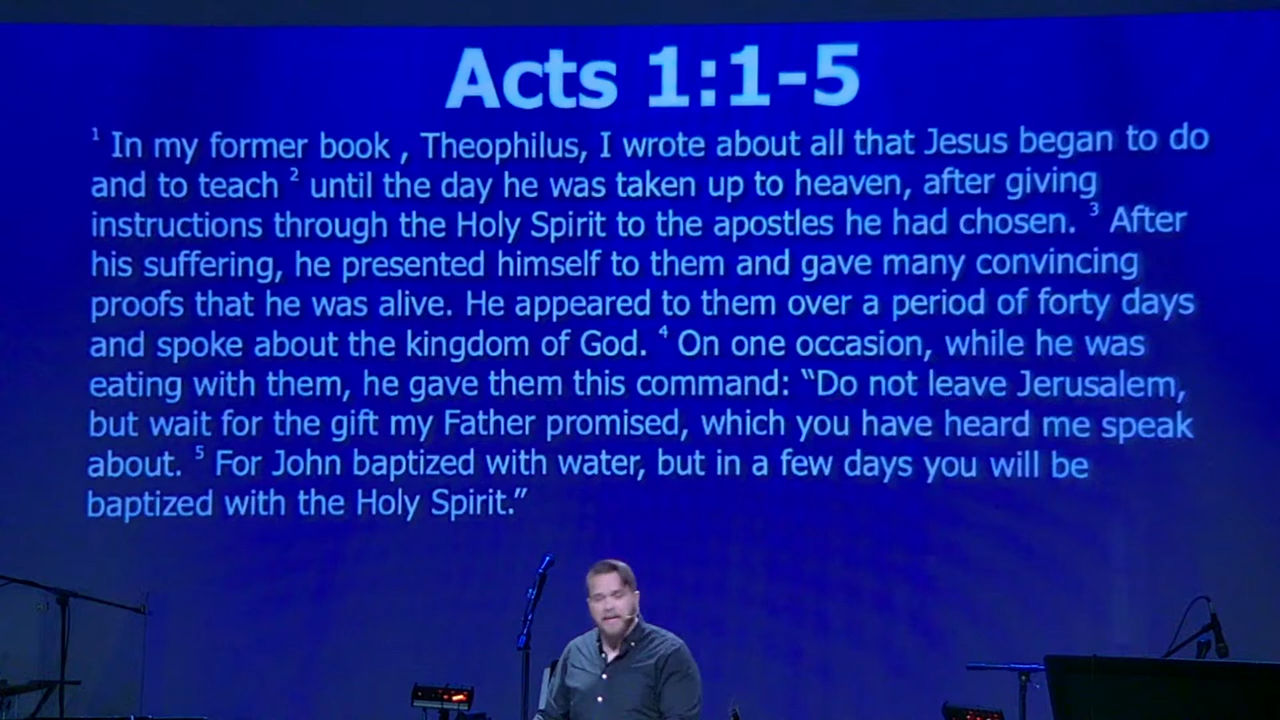 Acts 1:1-5
1 In my former book , Theophilus, I wrote about all that Jesus began to do
and to teach 2 until the day he was taken up to heaven, after giving
instructions through the Holy Spirit to the apostles he had chosen. 3 After
his suffering, he presented himself to them and gave many convincing
proofs that he was alive. He appeared to them over a period of forty days
and spoke about the kingdom of God. 4 On one occasion, while he was
eating with them, he gave them this command: “Do not leave Jerusalem,
but wait for the gift my Father promised, which you have heard me speak
about. 5 For John baptized with water, but in a few days you will be
baptized with the Holy Spirit.”